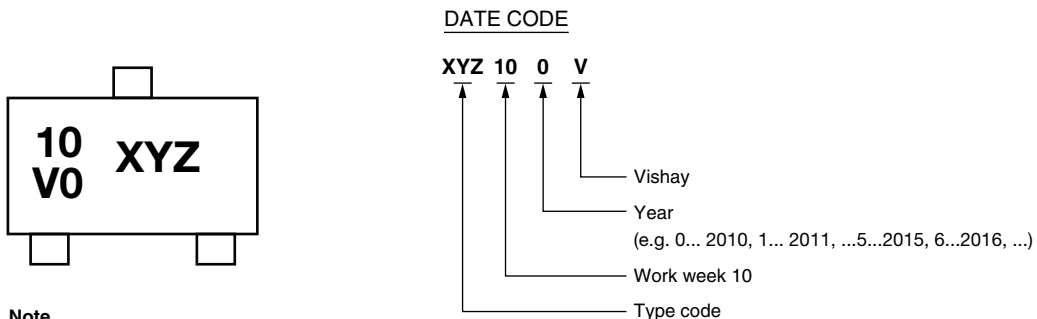 DATE CODE
XYZ 10 0 V
10
V0
XYZ
Vishay
Year
(e.g. 0... 2010, 1... 2011, ...5...2015, 6...2016, ...)
Work week 10
Type code
Note